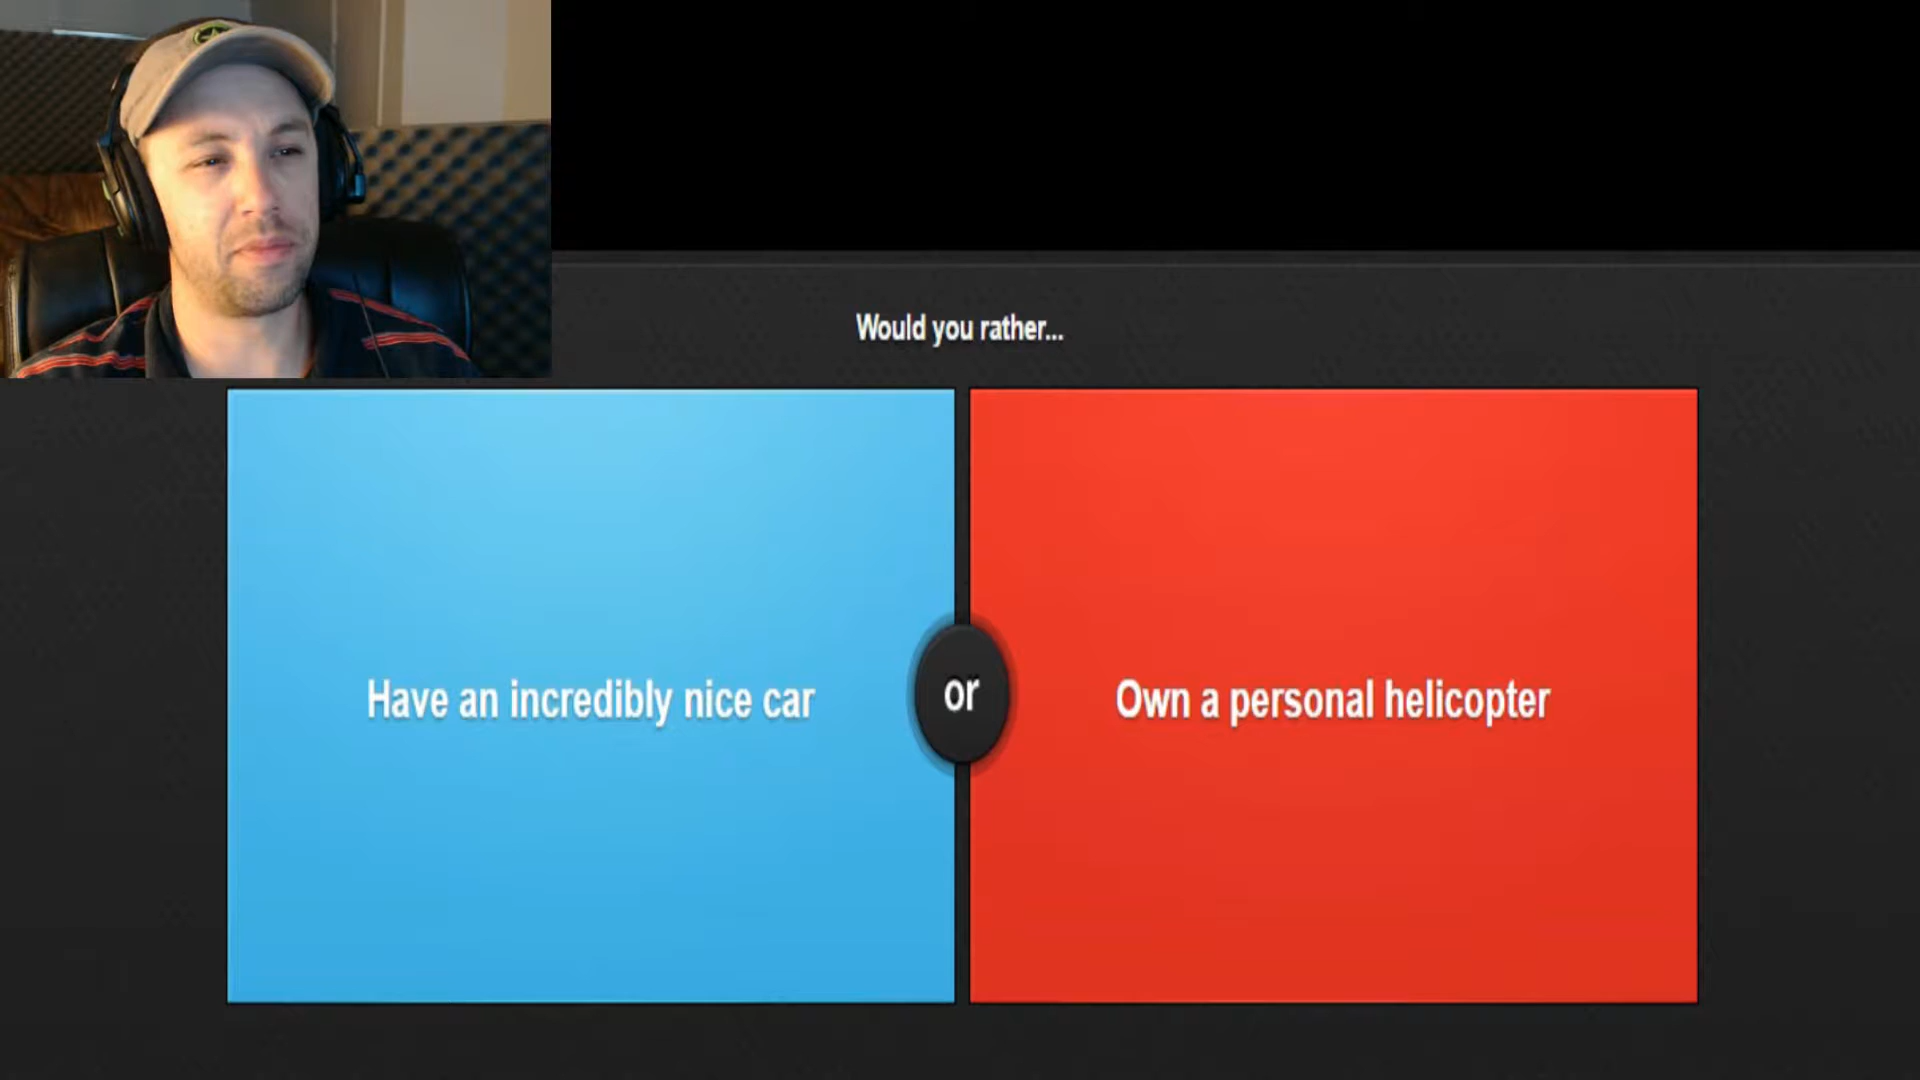 Would you rather...
Have an incredibly nice car
or
Own a personal helicopter